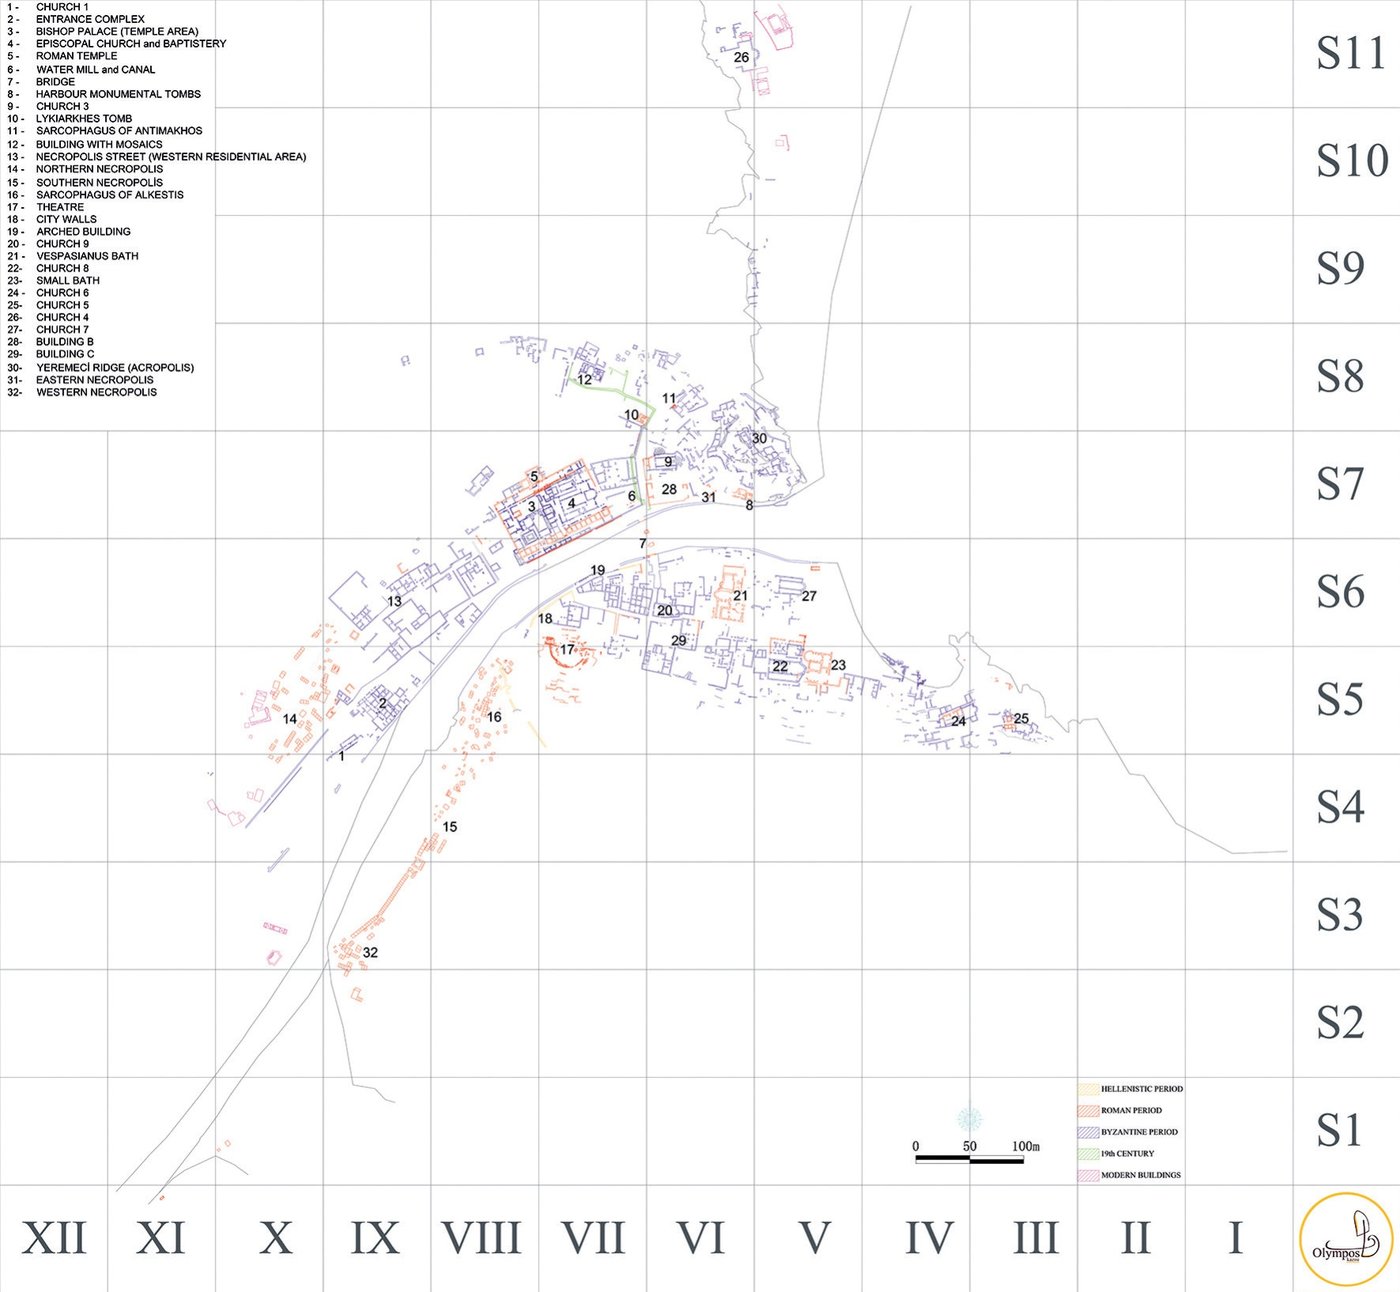 1 - CHURCH 1
2 - ENTRANCE COMPLEX
3 - BISHOP PALACE (TEMPLE AREA)
4 - EPISCOPAL CHURCH and BAPTISTERY
5 - ROMAN TEMPLE
6 - WATER MILL and CANAL
7 - BRIDGE
8 - HARBOUR MONUMENTAL TOMBS
9 - CHURCH 3
10 - LYKIARKHES TOMB
11 - SARCOPHAGUS OF ANTIMAKHOS
12 - BUILDING WITH MOSAICS
13 - NECROPOLIS STREET (WESTERN RESIDENTIAL AREA)
14 - NORTHERN NECROPOLIS
15 - SOUTHERN NECROPOLİS
16 - SARCOPHAGUS OF ALKESTIS
17 - THEATRE
18 - CITY WALLS
19 - ARCHED BUILDING
20 - CHURCH 9
21 - VESPASIANUS BATH
22- CHURCH 8
23- SMALL BATH
24 - CHURCH 6
25- CHURCH 5
26- CHURCH 4
27- CHURCH 7
28- BUILDING B
29- BUILDING C
30- YEREMECİ RIDGE (ACROPOLIS)
31- EASTERN NECROPOLIS
32- WESTERN NECROPOLIS
26
S11
S10
S9
12
11
10
30
S8
5
9
3
4
6
28
31
8
S7
7
19
13
21
27
20
18
S6
29
17
22
23
2
16
14
24
25
1
S5
15
S4
32
S3
S2
HELLENISTIC PERIOD
ROMAN PERIOD
BYZANTINE PERIOD
19th CENTURY
MODERN BUILDINGS
0 50 100m
S1
XII XI X IX VIII VII VI V IV III II I
Olympos
kazısı